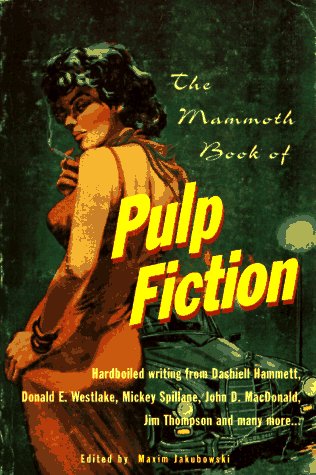 The
Mammoth
Book of
Pulp
Fiction
Hardboiled writing from Dashiell Hammett,
Donald E. Westlake, Mickey Spillane, John D. MacDonald,
Jim Thompson and many more...
Edited by Maxim Jakubowski